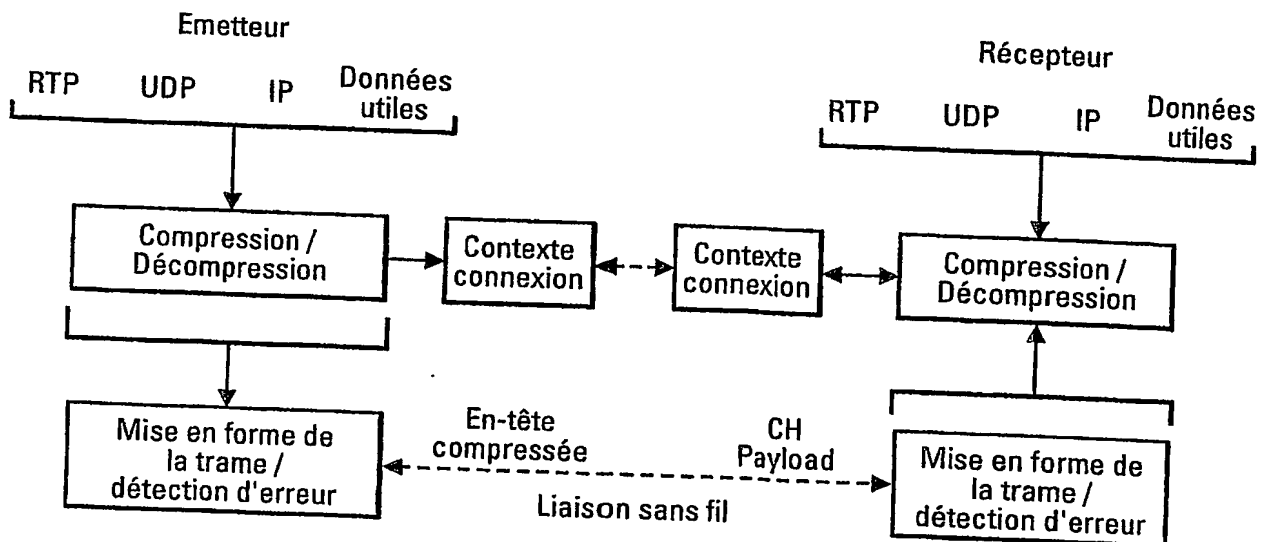 Emetteur
RTP UDP IP Données utiles
Récepteur
RTP UDP IP Données utiles
Compression /
Décompression
Contexte
connexion
Contexte
connexion
Compression /
Décompression
Mise en forme de
la trame /
détection d'erreur
En-tête
compressée
CH
Payload
Liaison sans fil
Mise en forme de
la trame /
détection d'erreur